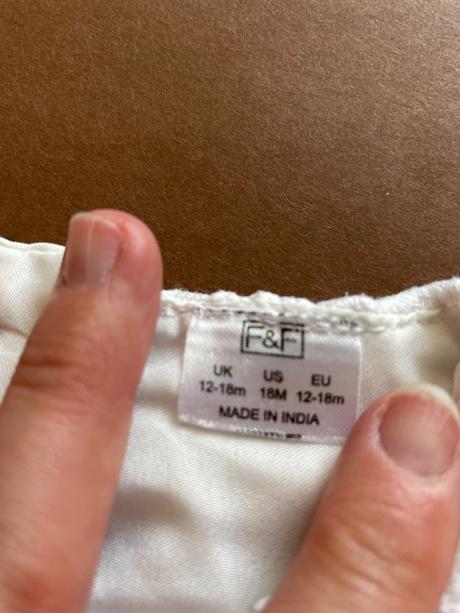 F&F
UK US EU
12-18m 18M 12-18m
MADE IN INDIA